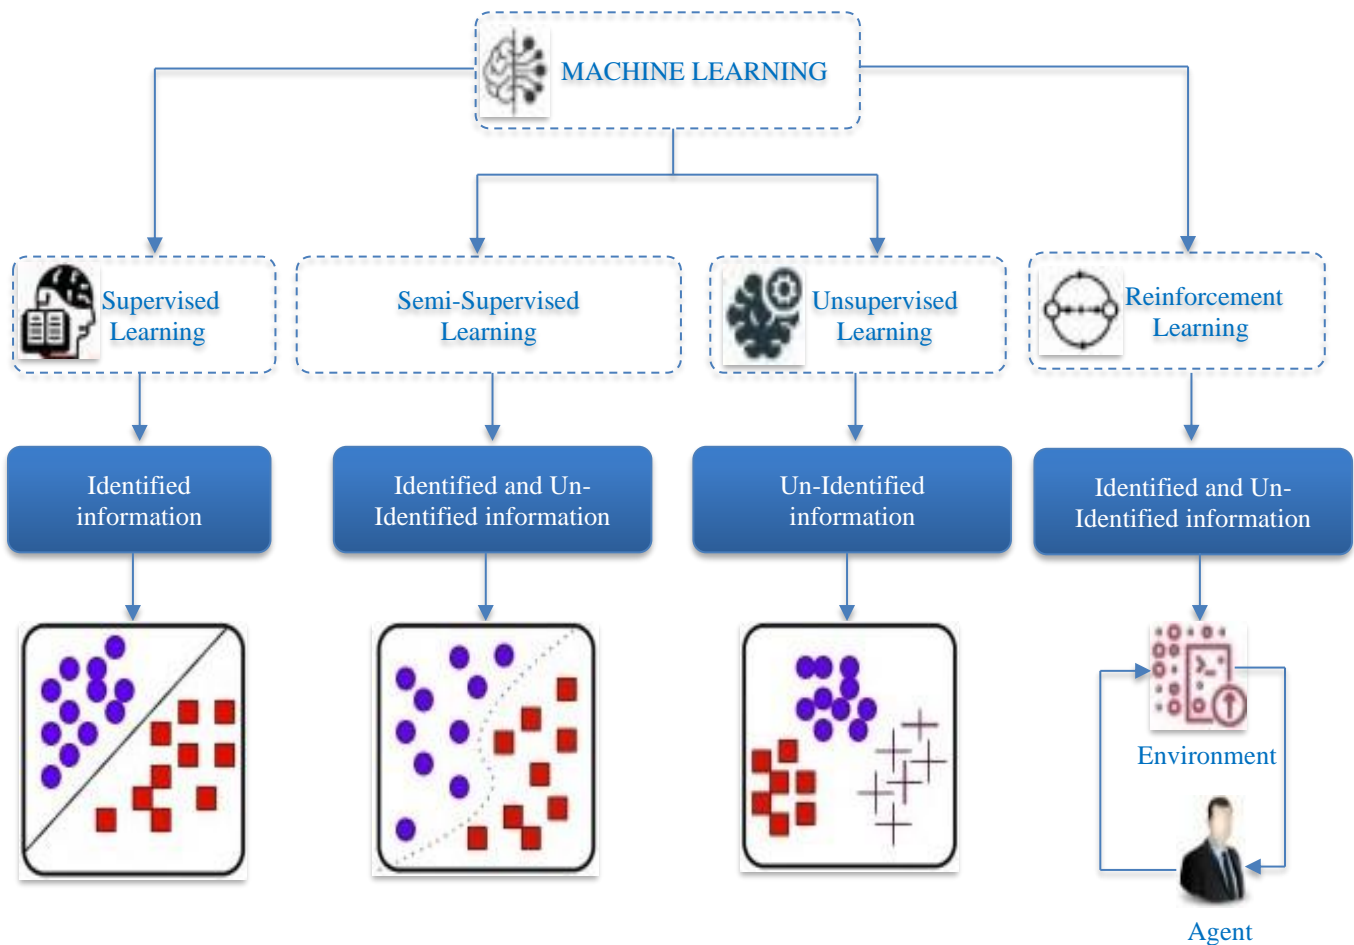 MACHINE LEARNING
Supervised
Learning
Semi-Supervised
Learning
Unsupervised
Learning
Reinforcement
Learning
Identified
information
Identified and Un-
Identified information
Un-Identified
information
Identified and Un-
Identified information
Environment
Agent